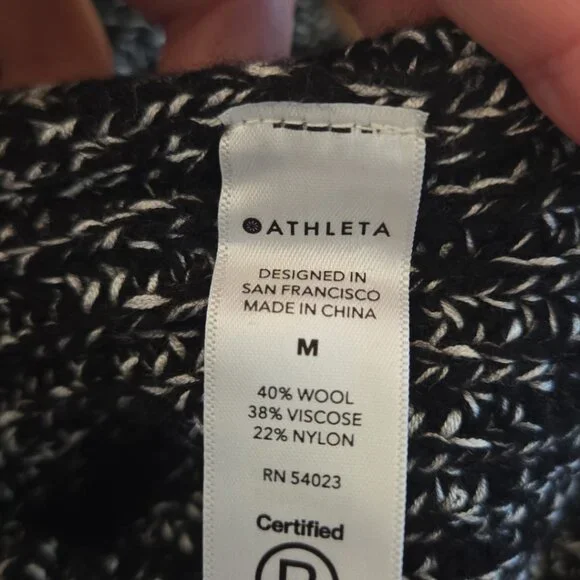 ATHLETA
DESIGNED IN
SAN FRANCISCO
MADE IN CHINA
M
40% WOOL
38% VISCOSE
22% NYLON
RN 54023
Certified